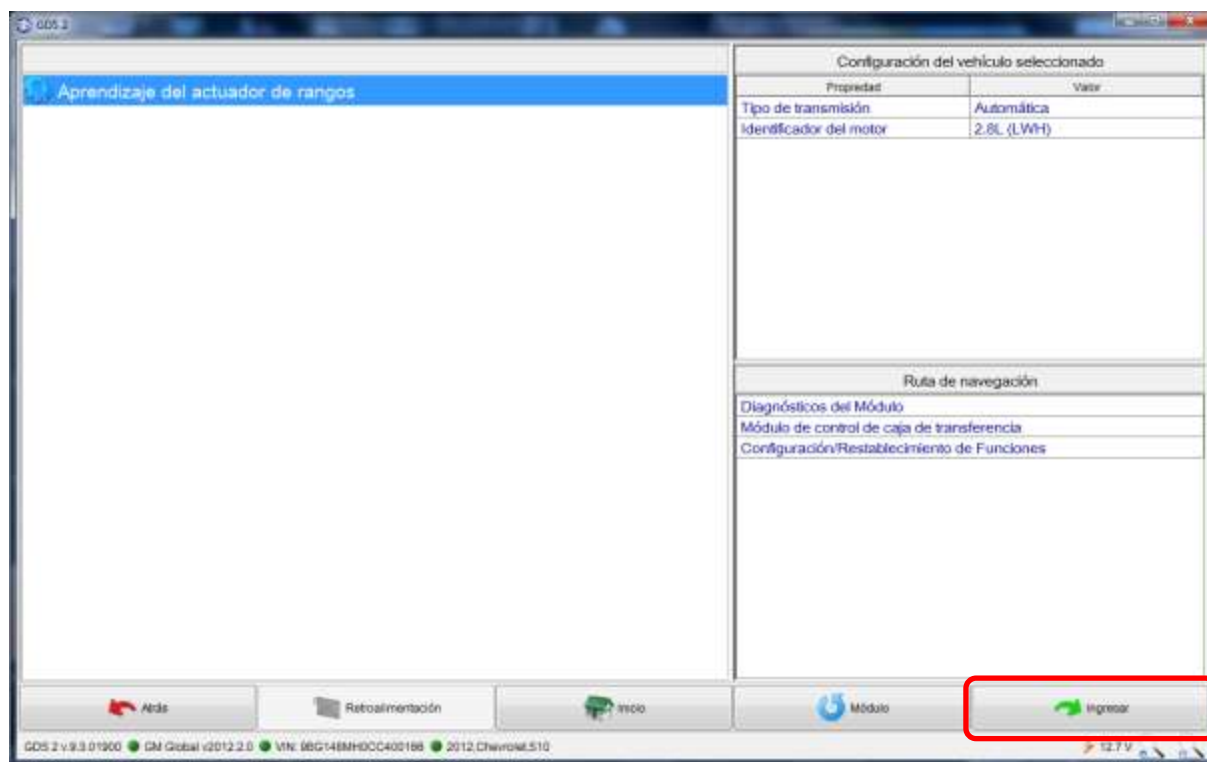 GDS 2
Configuración del vehículo seleccionado
Aprendizaje del actuador de rangos
Propiedad Valor
Tipo de transmisión Automática
Identificador del motor 2.8L (LWH)
Ruta de navegación
Diagnósticos del Módulo
Módulo de control de caja de transferencia
Configuración/Restablecimiento de Funciones
Atrás Retroalimentación Inicio Módulo Ingresar
GDS 2 v.9.3.01900 GM Global v2012.2.0 VIN: 2012,Chevrolet,S10 12.7 V